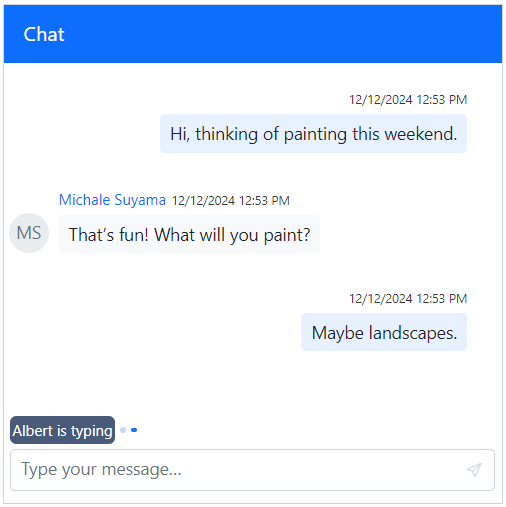 Chat
12/12/2024 12:53 PM
Hi, thinking of painting this weekend.
Michale Suyama 12/12/2024 12:53 PM
MS
That’s fun! What will you paint?
12/12/2024 12:53 PM
Maybe landscapes.
Albert is typing
Type your message…